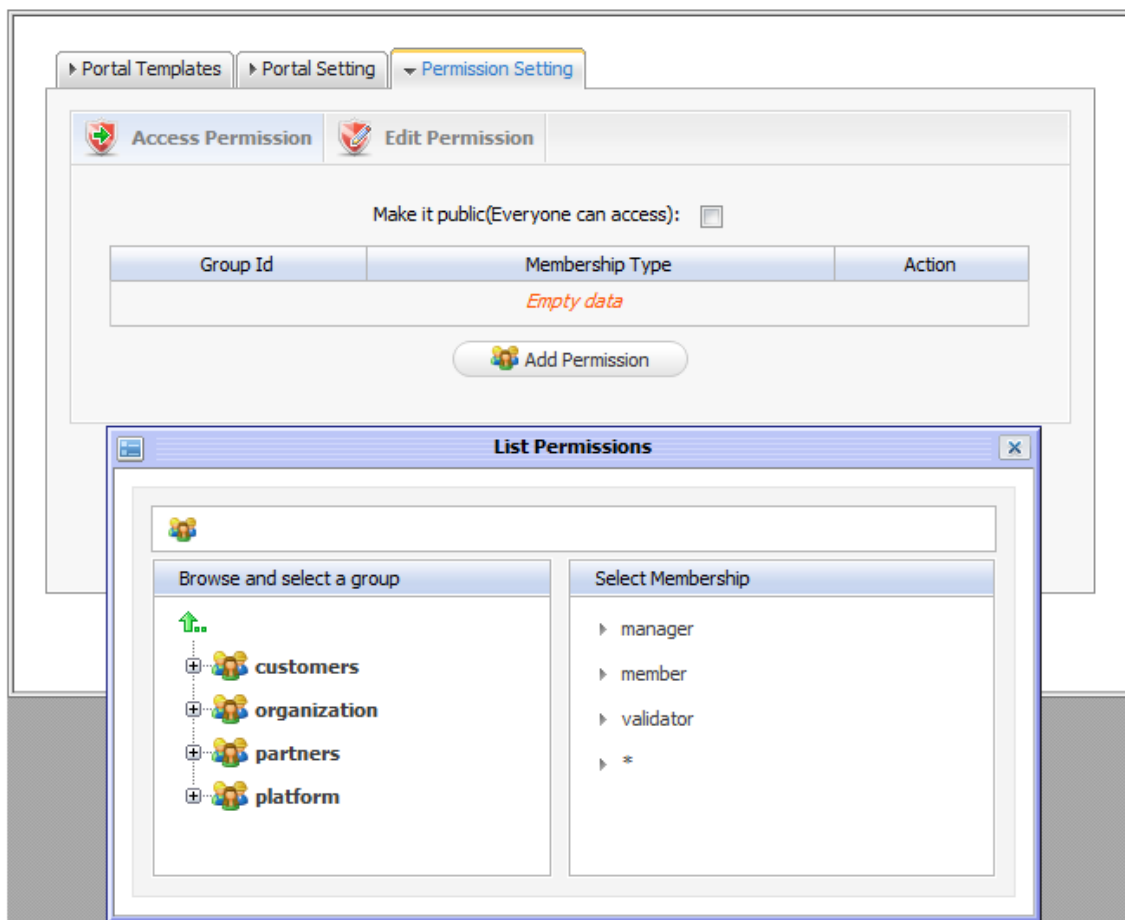 Portal Templates Portal Setting Permission Setting
Access Permission Edit Permission
Make it public(Everyone can access):
Group Id Membership Type Action
Empty data
Add Permission
List Permissions
Browse and select a group
..
customers
organization
partners
platform
Select Membership
manager
member
validator
*